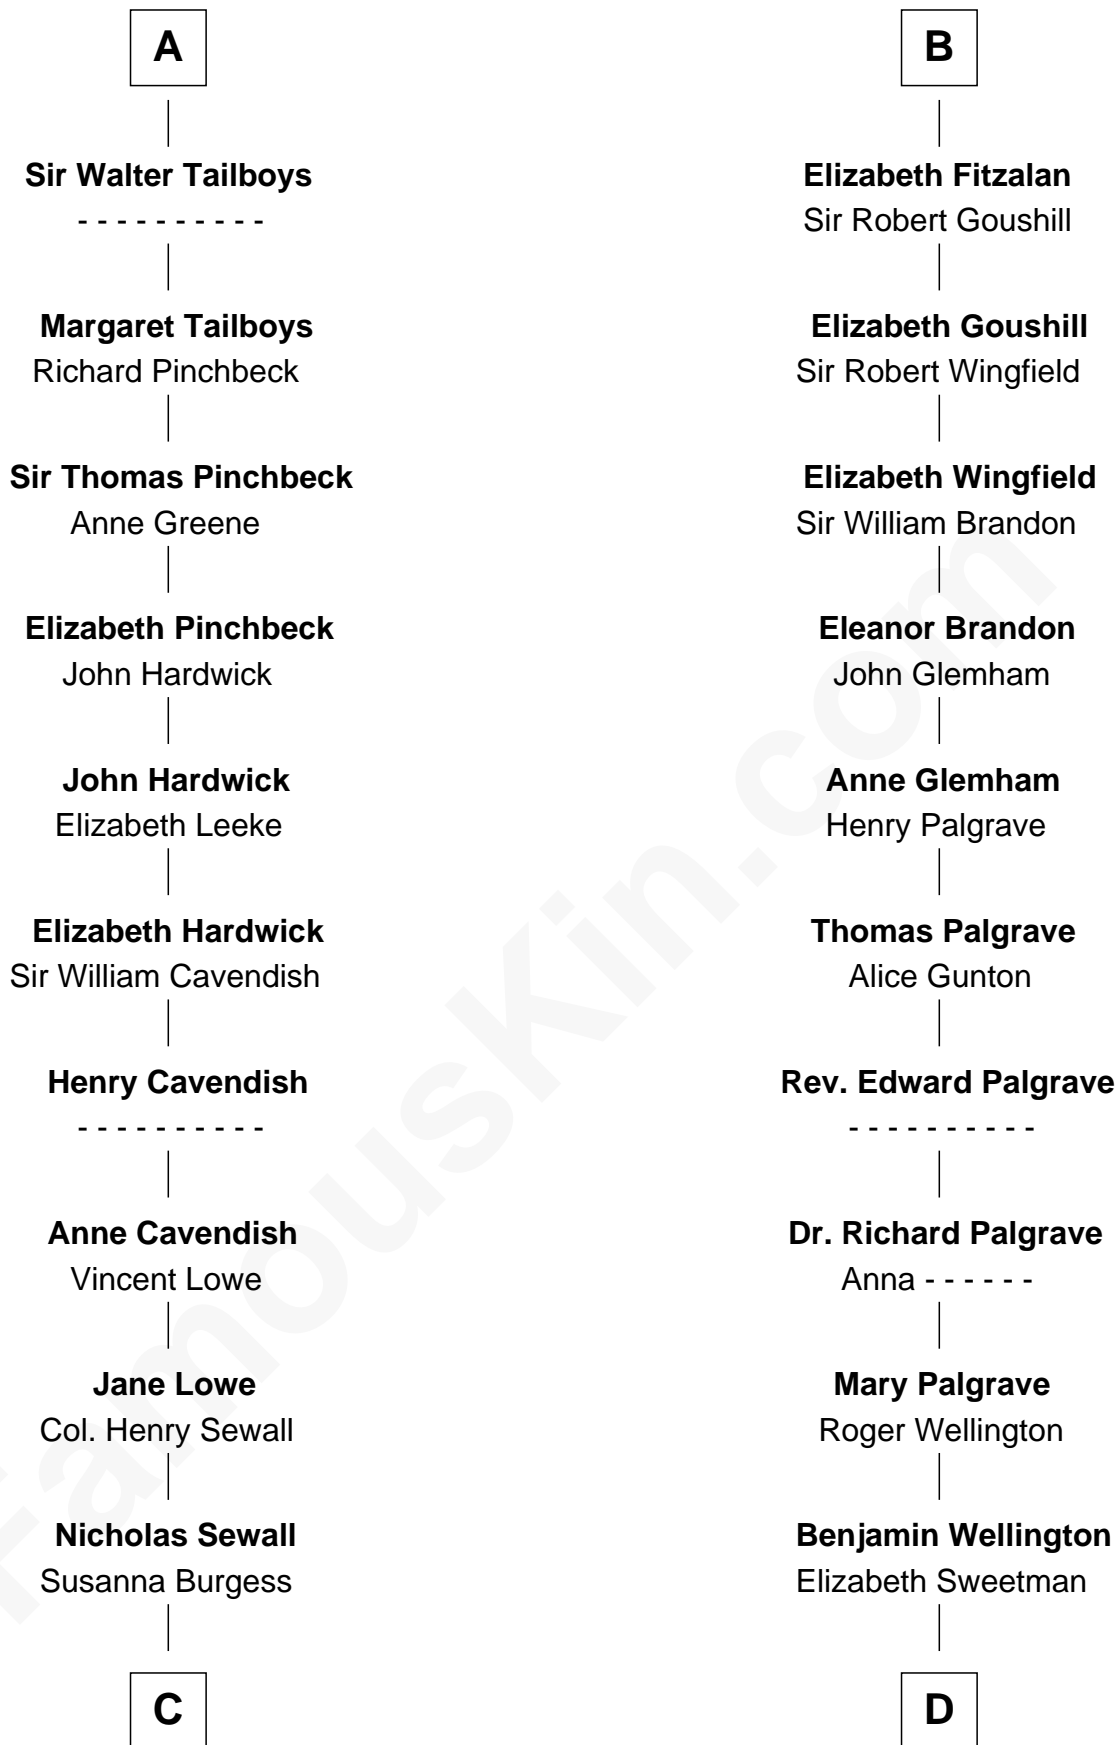 A
Sir Walter Tailboys
- - - - - - - - - -
Margaret Tailboys
Richard Pinchbeck
Sir Thomas Pinchbeck
Anne Greene
Elizabeth Pinchbeck
John Hardwick
John Hardwick
Elizabeth Leeke
Elizabeth Hardwick
Sir William Cavendish
Henry Cavendish
- - - - - - - - - -
Anne Cavendish
Vincent Lowe
Jane Lowe
Col. Henry Sewall
Nicholas Sewall
Susanna Burgess
C
B
Elizabeth Fitzalan
Sir Robert Goushill
Elizabeth Goushill
Sir Robert Wingfield
Elizabeth Wingfield
Sir William Brandon
Eleanor Brandon
John Glemham
Anne Glemham
Henry Palgrave
Thomas Palgrave
Alice Gunton
Rev. Edward Palgrave
- - - - - - - - - -
Dr. Richard Palgrave
Anna - - - - - -
Mary Palgrave
Roger Wellington
Benjamin Wellington
Elizabeth Sweetman
D
FamousKin.com